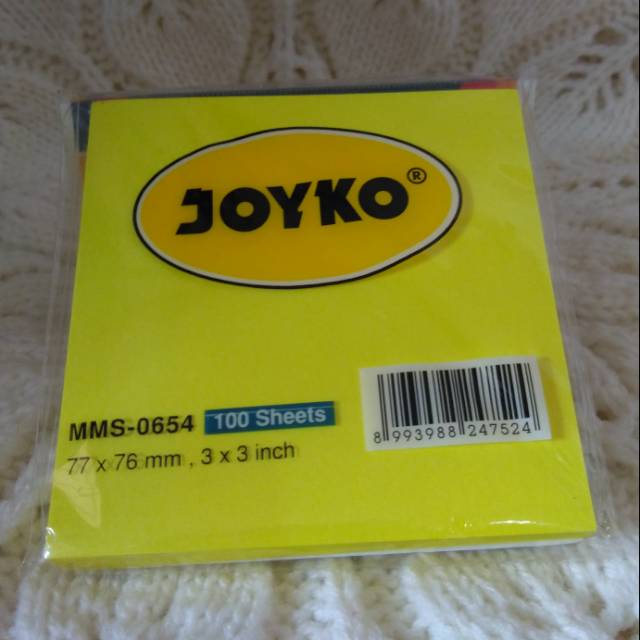 JOYKO®
MMS-0654 100 Sheets
77 x 76 mm , 3 x 3 inch
8 993988 247524